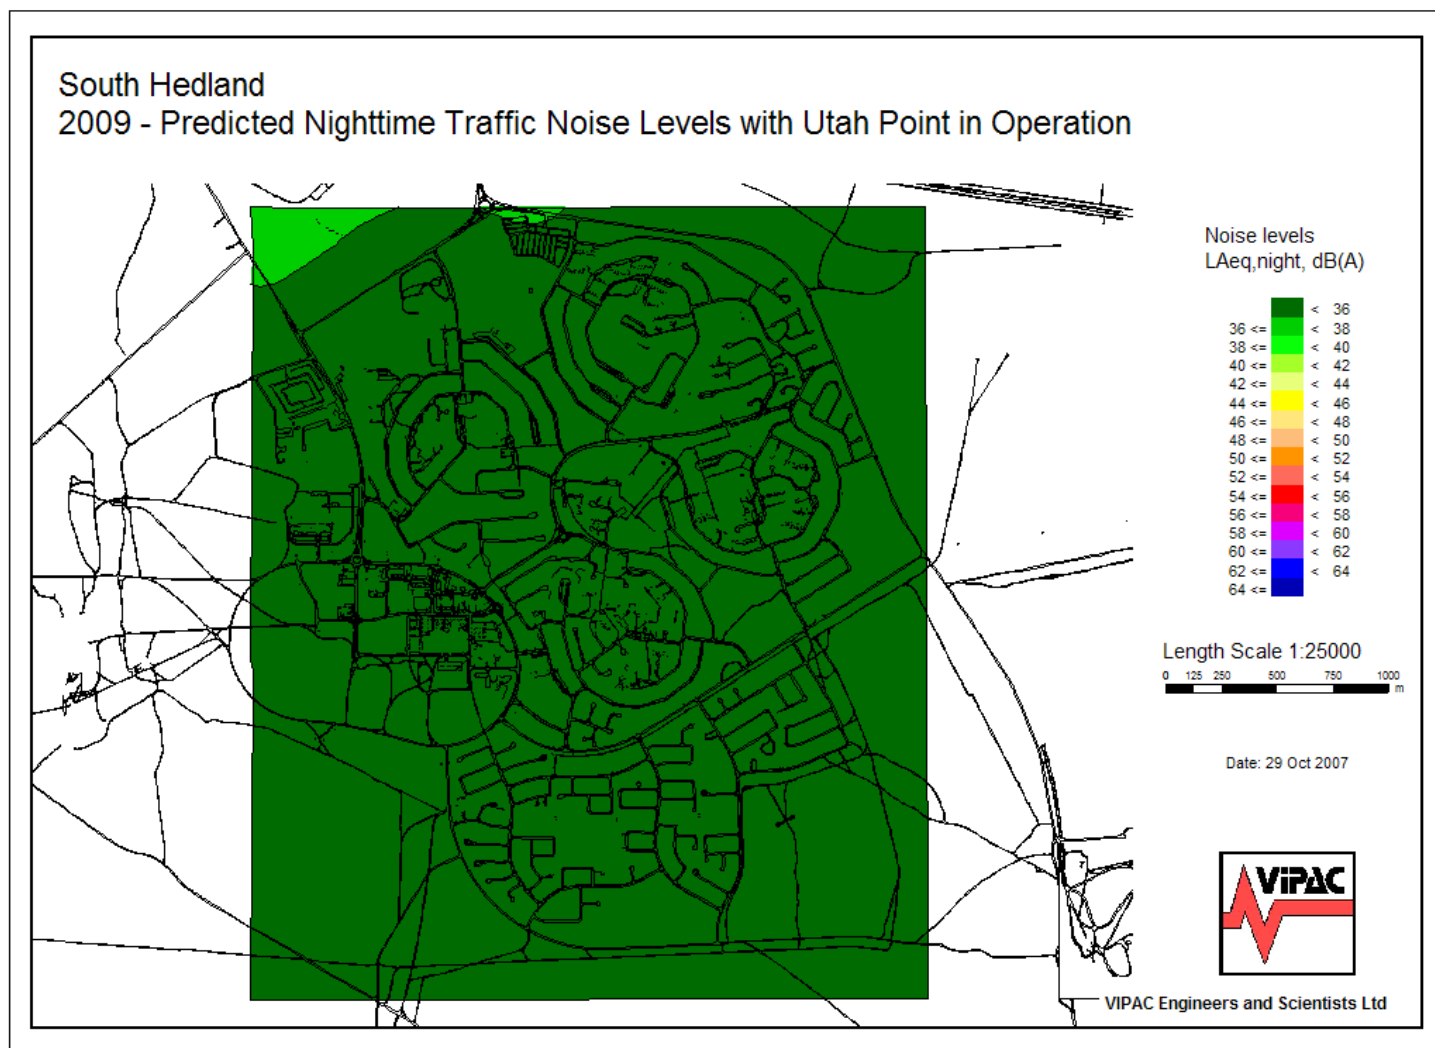 South Hedland
2009 - Predicted Nighttime Traffic Noise Levels with Utah Point in Operation
Noise levels
LAeq,night, dB(A)
< 36
36 <= < 38
38 <= < 40
40 <= < 42
42 <= < 44
44 <= < 46
46 <= < 48
48 <= < 50
50 <= < 52
52 <= < 54
54 <= < 56
56 <= < 58
58 <= < 60
60 <= < 62
62 <= < 64
64 <=
Length Scale 1:25000
0 125 250 500 750 1000
m
Date: 29 Oct 2007
VIPAC
VIPAC Engineers and Scientists Ltd